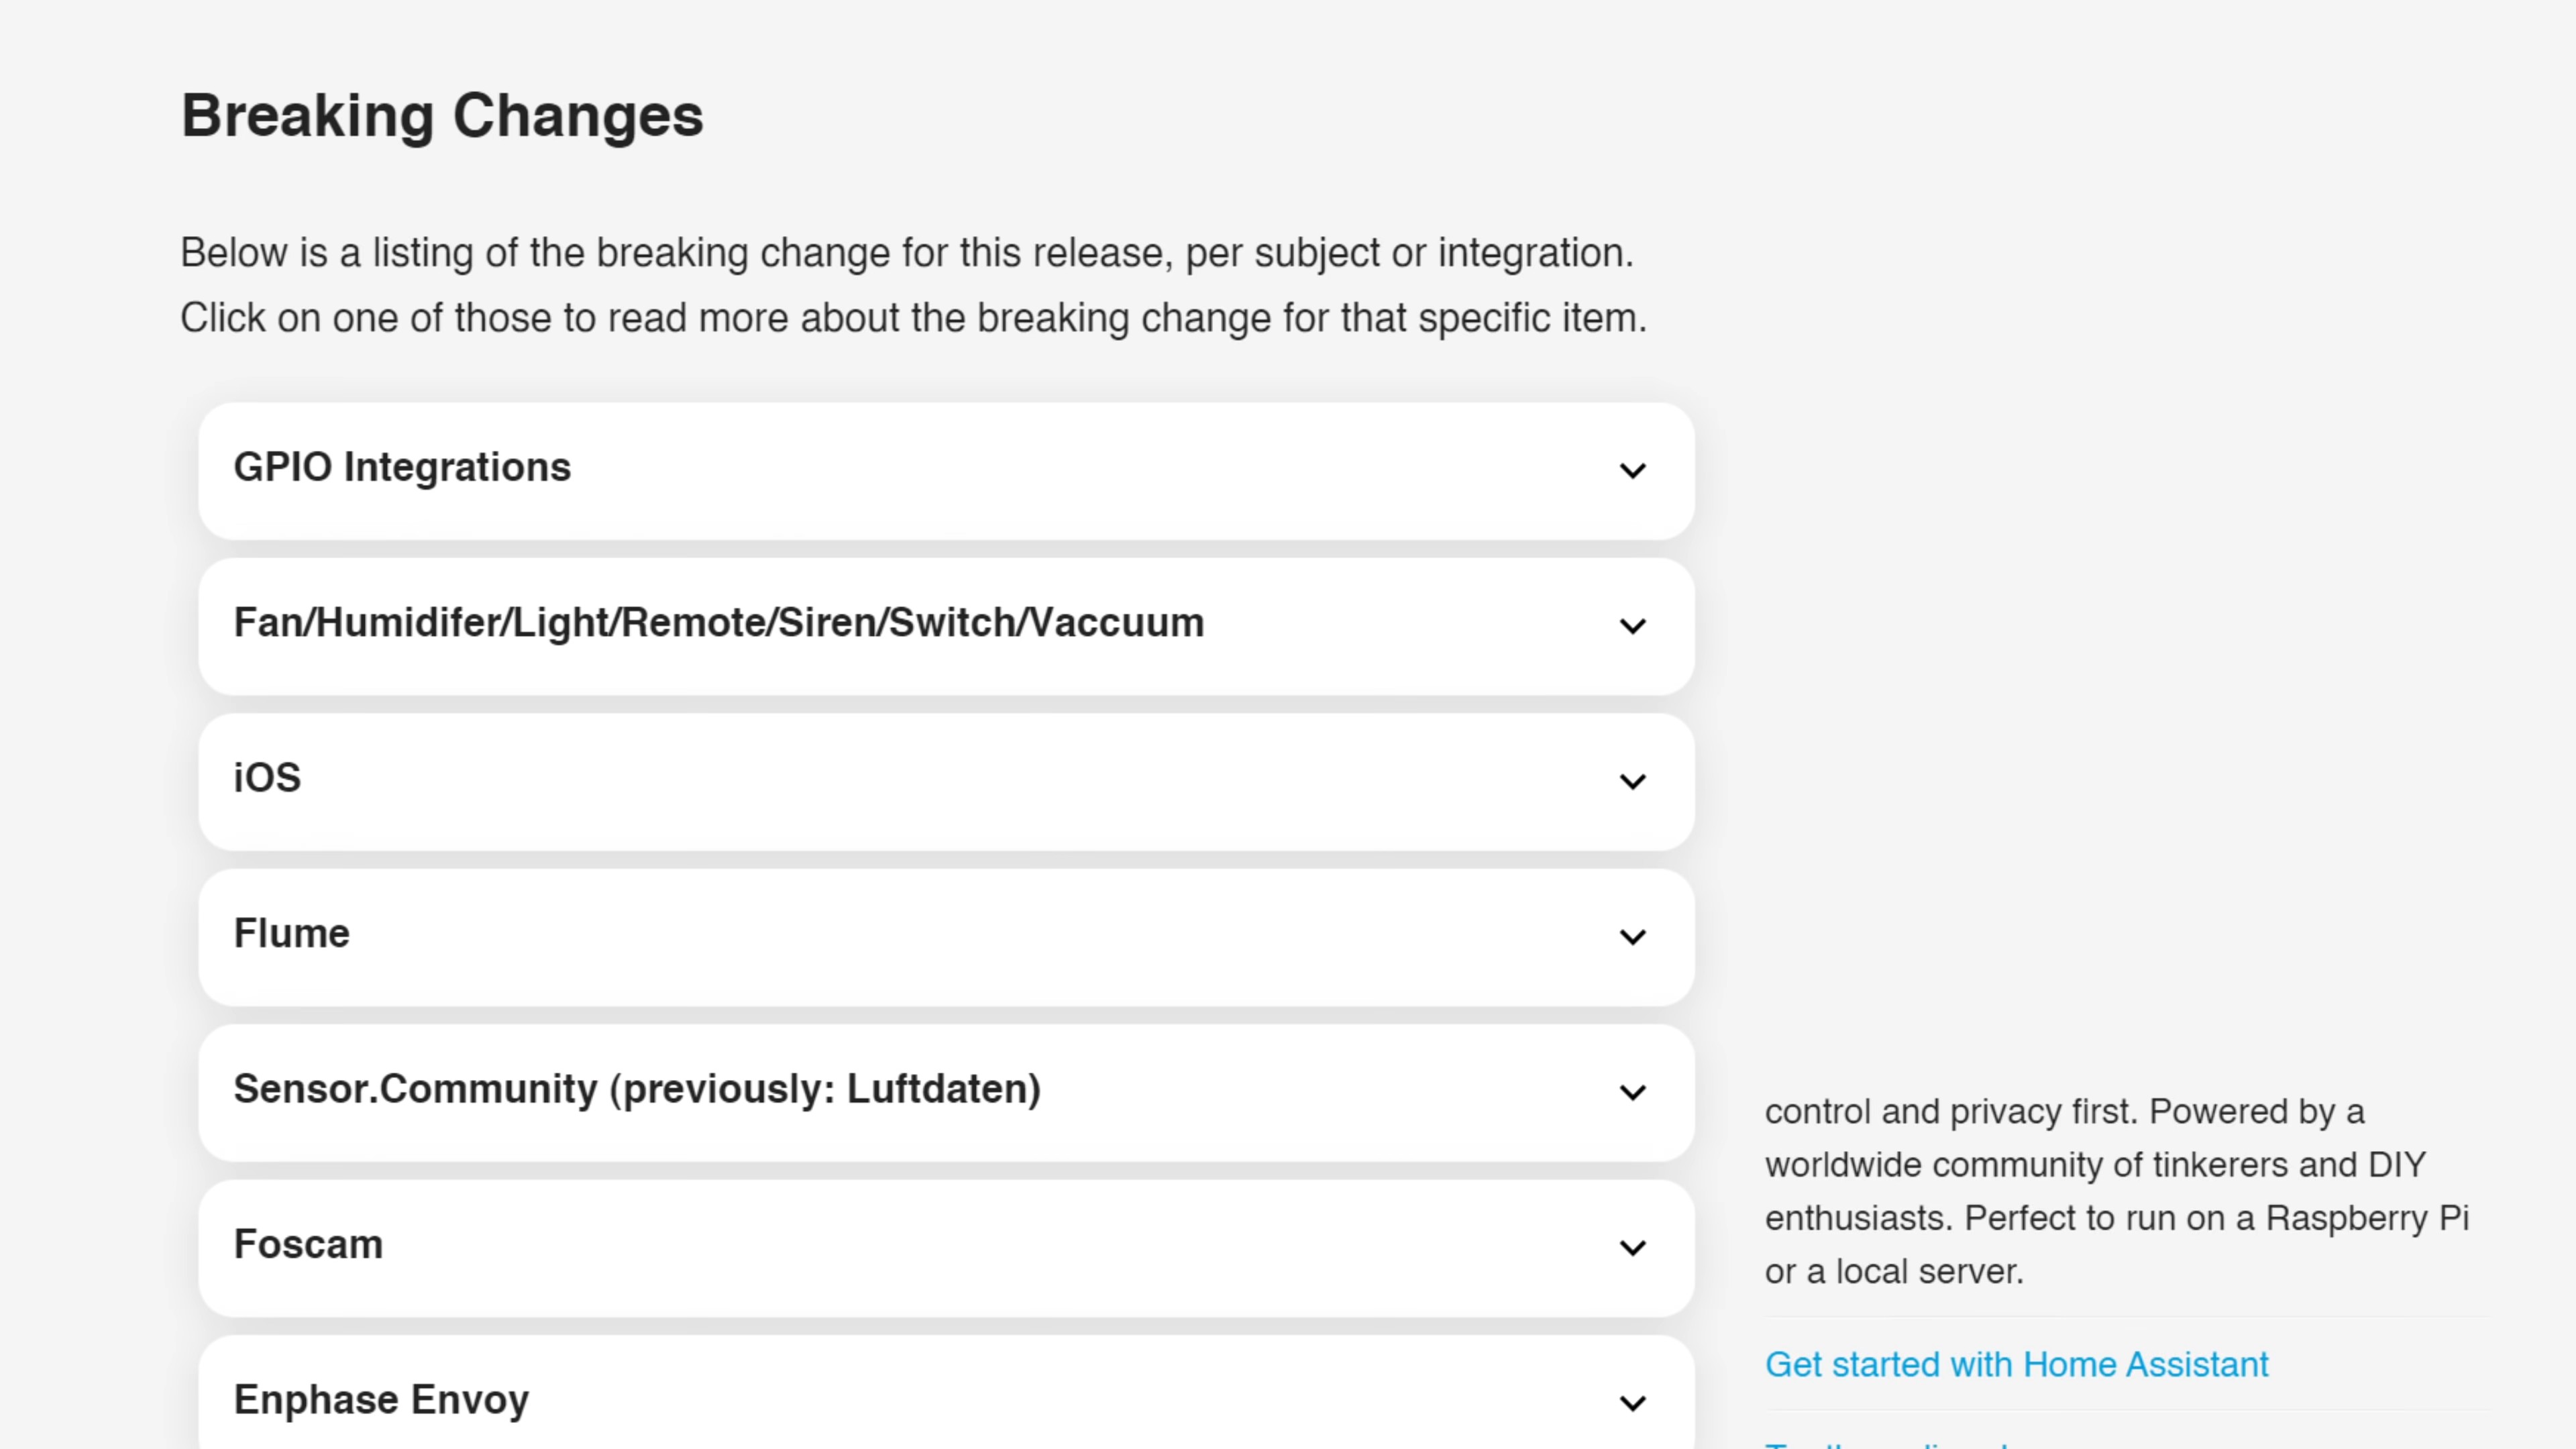 Breaking Changes
Below is a listing of the breaking change for this release, per subject or integration.
Click on one of those to read more about the breaking change for that specific item.
GPIO Integrations
Fan/Humidifer/Light/Remote/Siren/Switch/Vaccuum
iOS
Flume
Sensor.Community (previously: Luftdaten)
Foscam
Enphase Envoy
control and privacy first. Powered by a
worldwide community of tinkerers and DIY
enthusiasts. Perfect to run on a Raspberry Pi
or a local server.
Get started with Home Assistant